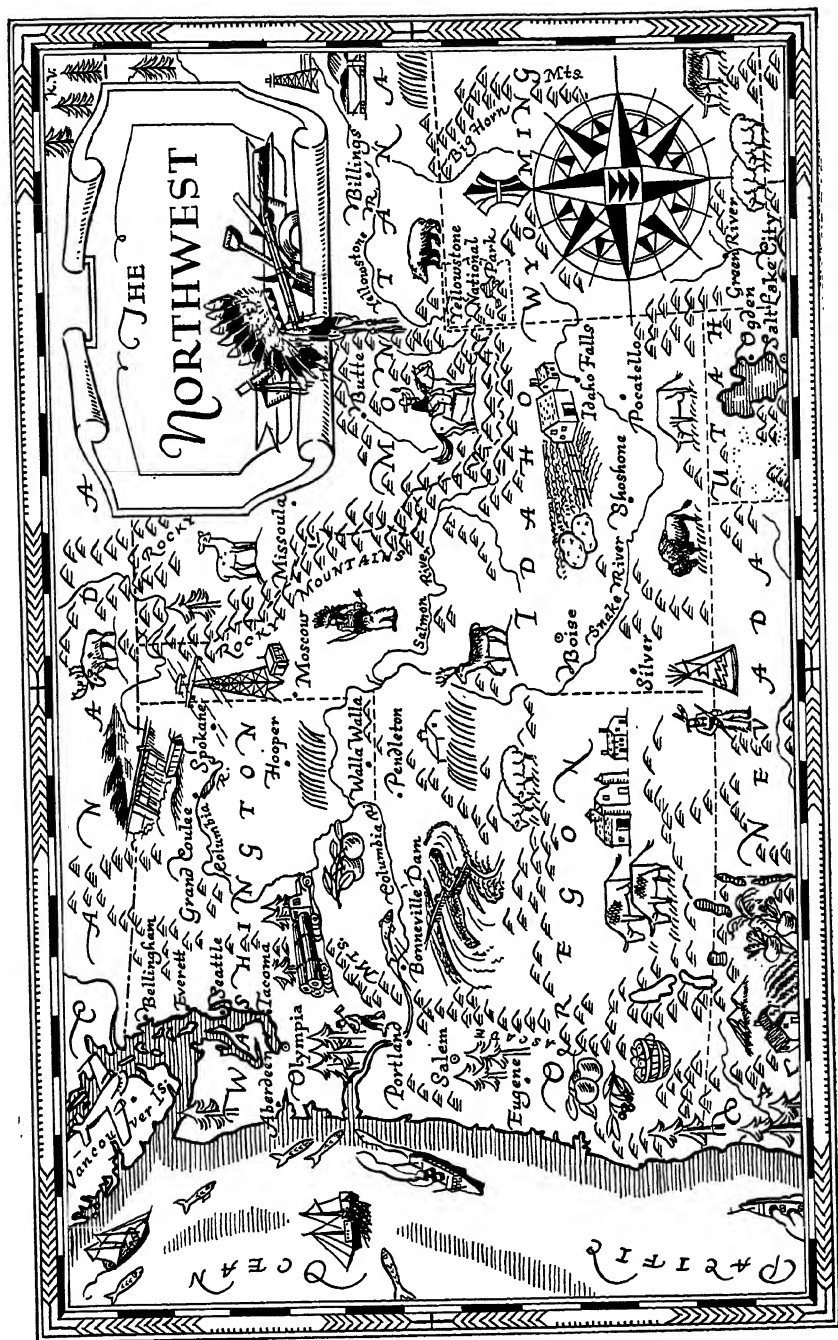 THE
NORTHWEST
K.V.
CANADA
Vancouver Is.
Bellingham
Everett
Seattle
Tacoma
Aberdeen
Olympia
WASHINGTON
Grand Coulee
Columbia R.
Spokane
Hooper
Walla Walla
Columbia R.
MTS.
Portland
Bonneville Dam
Pendleton
Salem
CASCADE
Eugene
OREGON
PACIFIC
OCEAN
ROCKY
ROCKY MOUNTAINS
Missoula
Moscow
Salmon River
IDAHO
Boise
Snake River
Silver
Shoshone
Idaho Falls
Pocatello
MONTANA
Butte
Yellowstone R.
Billings
Big Horn Mts
Yellowstone
National
Park
WYOMING
Green River
Ogden
Salt Lake City
UTAH
NEVADA